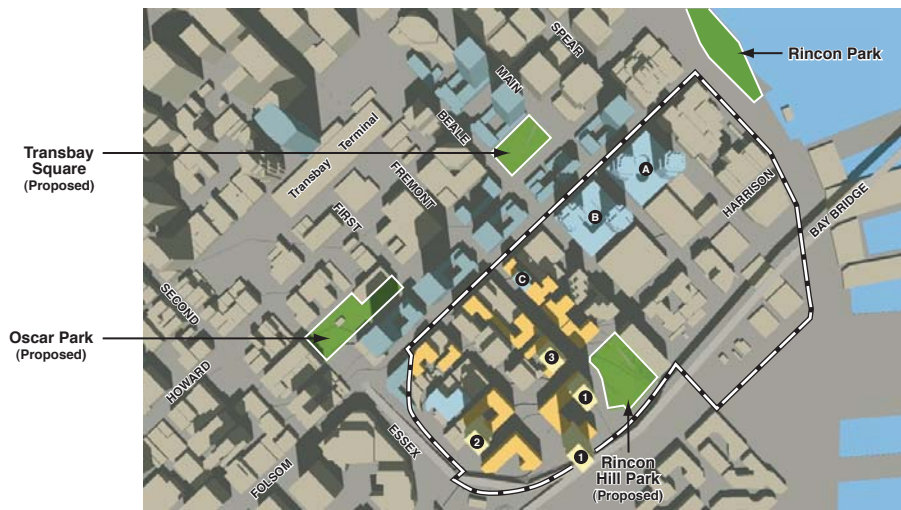 SPEAR
Rincon Park
MAIN
BEALE
Transbay
Square
(Proposed)
Transbay Terminal
FREMONT
A
HARRISON
FIRST
B
BAY BRIDGE
C
SECOND
Oscar Park
(Proposed)
3
HOWARD
1
ESSEX
2
1
Rincon
Hill Park
(Proposed)
FOLSOM